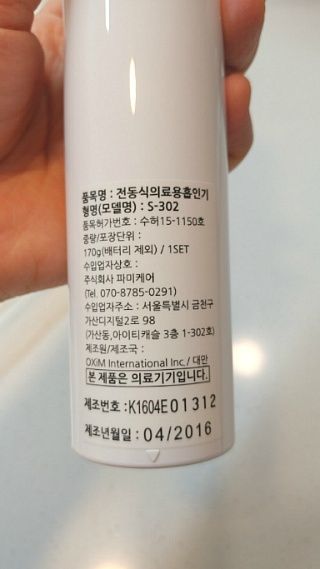 품목명 : 전동식의료용흡인기
형명(모델명) : S-302
품목허가번호 : 수허15-1150호
중량/포장단위 :
170g(배터리 제외) / 1SET
수입업자상호 :
주식회사 파미케어
(Tel. 070-8785-0291)
수입업자주소 : 서울특별시 금천구
가산디지털2로 98
(가산동,아이티캐슬 3층 1-302호)
제조원/제조국 :
OXIM International Inc./ 대만
본 제품은 의료기기입니다.
제조번호 : K1604E01312
제조년월일 : 04/2016